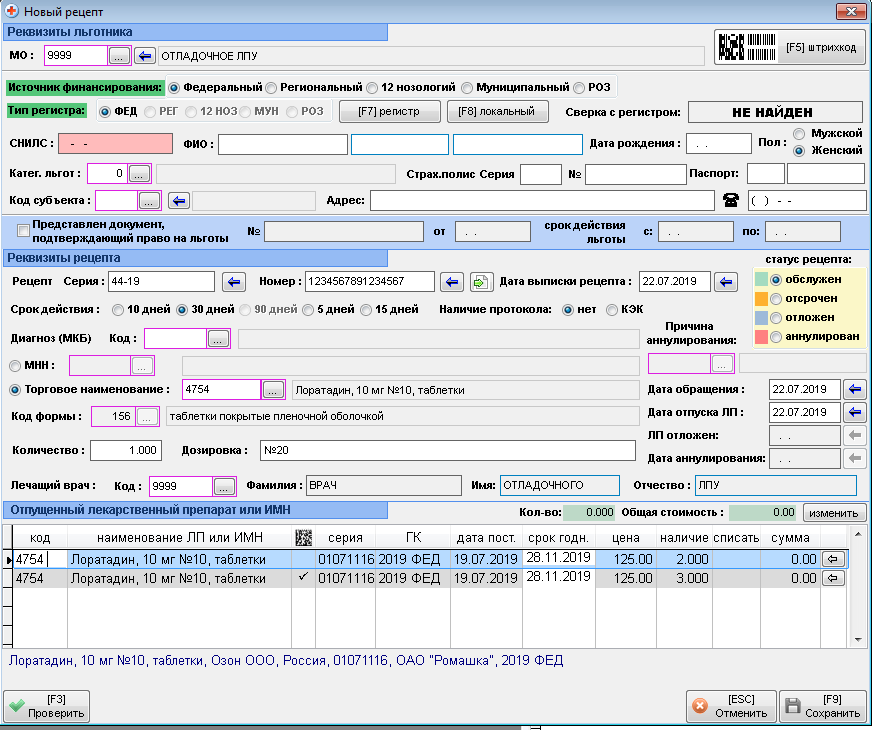 Новый рецепт
Реквизиты льготника
МО : 9999 ... ОТЛАДОЧНОЕ ЛПУ [F5] штрихкод
Источник финансирования: Федеральный Региональный 12 нозологий Муниципальный РОЗ
Тип регистра: ФЕД РЕГ 12 НОЗ МУН РОЗ [F7] регистр [F8] локальный Сверка с регистром: НЕ НАЙДЕН
СНИЛС : - - ФИО : Дата рождения : . . Пол : Мужской
Женский
Катег. льгот : 0 ... Страх.полис Серия № Паспорт:
Код субъекта : ... Адрес: ( ) - -
Представлен документ,
подтверждающий право на льготы № от . . срок действия
льготы с: . . по: . .
Реквизиты рецепта статус рецепта:
Рецепт Серия : 44-19 Номер : 1234567891234567 Дата выписки рецепта : 22.07.2019 обслужен
отсрочен
Срок действия : 10 дней 30 дней 90 дней 5 дней 15 дней Наличие протокола: нет КЭК отложен
Диагноз (МКБ) Код : ... Причина
аннулирования: аннулирован
МНН : ... ...
Торговое наименование : 4754 ... Лоратадин, 10 мг №10, таблетки Дата обращения : 22.07.2019
Код формы : 156 ... таблетки покрытые пленочной оболочкой Дата отпуска ЛП : 22.07.2019
ЛП отложен: . .
Количество : 1.000 Дозировка : №20 Дата аннулирования: . .
Лечащий врач : Код : 9999 ... Фамилия : ВРАЧ Имя: ОТЛАДОЧНОГО Отчество : ЛПУ
Отпущенный лекарственный препарат или ИМН Кол-во: 0.000 Общая стоимость : 0.00 изменить
код наименование ЛП или ИМН серия ГК дата пост. срок годн. цена наличие списать сумма
4754 Лоратадин, 10 мг №10, таблетки 01071116 2019 ФЕД 19.07.2019 28.11.2019 125.00 2.000 0.00
4754 Лоратадин, 10 мг №10, таблетки ✓ 01071116 2019 ФЕД 19.07.2019 28.11.2019 125.00 3.000 0.00
Лоратадин, 10 мг №10, таблетки, Озон ООО, Россия, 01071116, ОАО "Ромашка", 2019 ФЕД
[F3]
Проверить
[ESC]
Отменить
[F9]
Сохранить